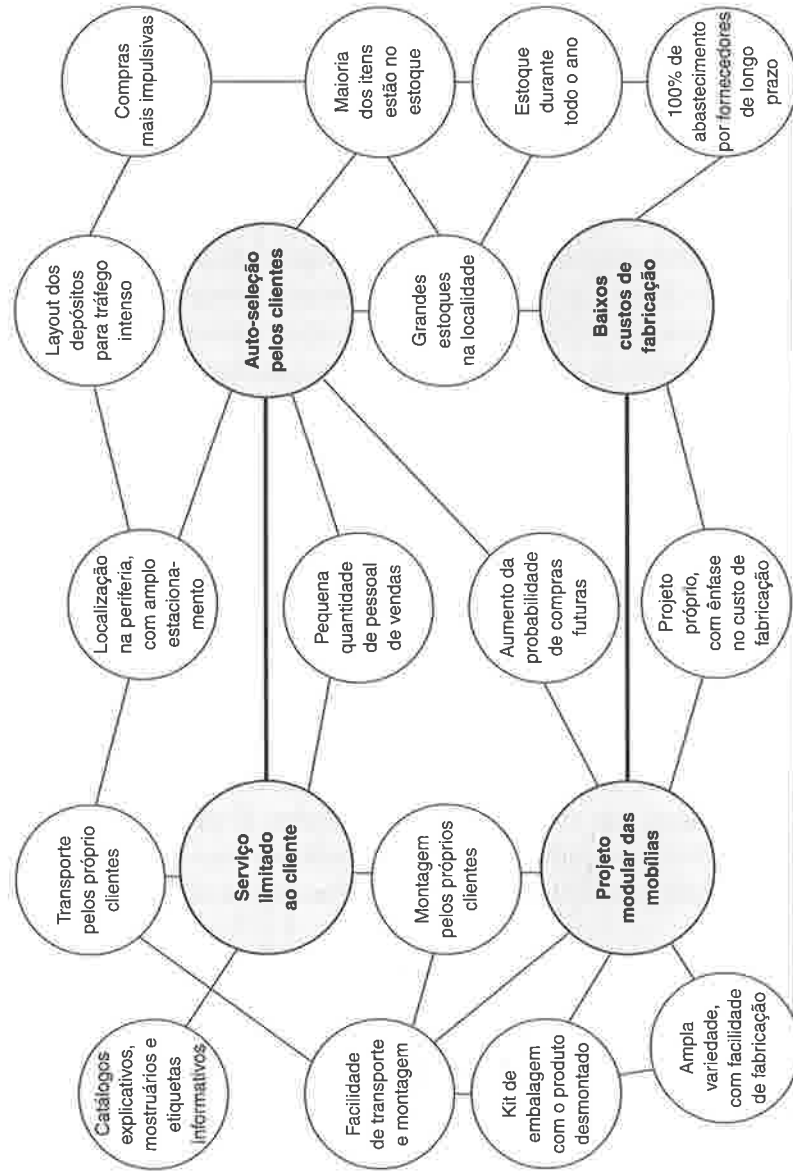 Catálogos
explicativos,
mostruários e
etiquetas
informativos
Transporte
pelos próprio
clientes
Localização
na periferia,
com amplo
estaciona-
mento
Layout dos
depósitos
para tráfego
intenso
Compras
mais impulsivas
Serviço
limitado
ao cliente
Pequena
quantidade
de pessoal
de vendas
Auto-seleção
pelos clientes
Maioria
dos itens
estão no
estoque
Facilidade
de transporte
e montagem
Montagem
pelos próprios
clientes
Aumento da
probabilidade
de compras
futuras
Grandes
estoques
na localidade
Estoque
durante
todo o ano
Kit de
embalagem
com o produto
desmontado
Projeto
modular das
mobílias
Projeto
próprio,
com ênfase
no custo de
fabricação
Baixos
custos de
fabricação
100% de
abastecimento
por fornecedores
de longo
prazo
Ampla
variedade,
com facilidade
de fabricação